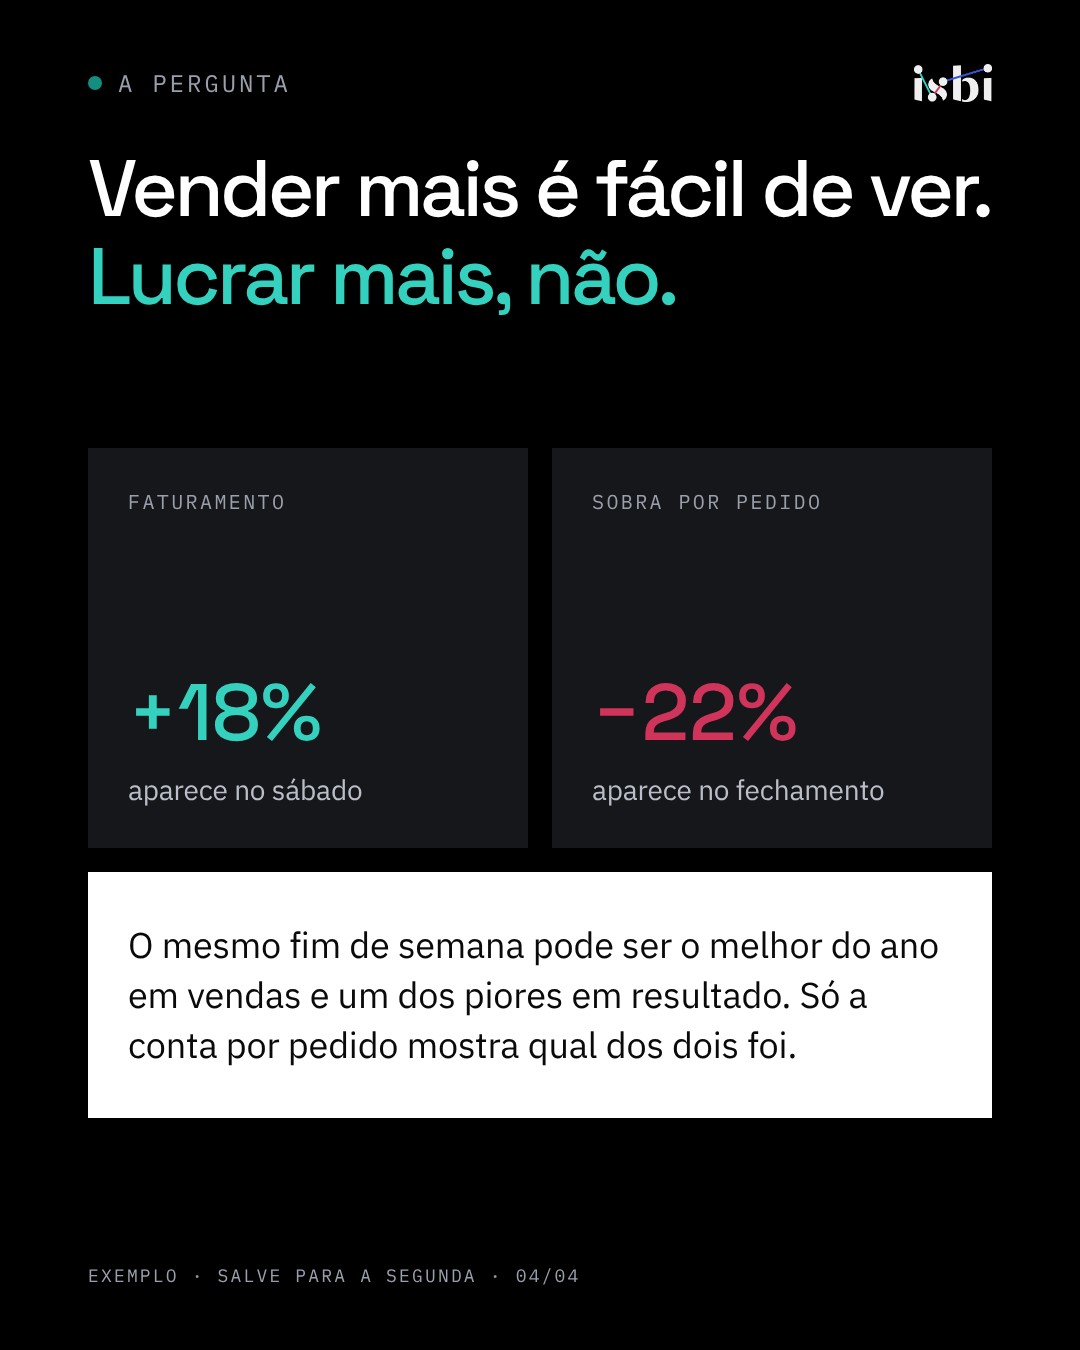 A PERGUNTA
isbi
Vender mais é fácil de ver.
Lucrar mais, não.
FATURAMENTO
+18%
aparece no sábado
SOBRA POR PEDIDO
−22%
aparece no fechamento
O mesmo fim de semana pode ser o melhor do ano
em vendas e um dos piores em resultado. Só a
conta por pedido mostra qual dos dois foi.
EXEMPLO · SALVE PARA A SEGUNDA · 04/04